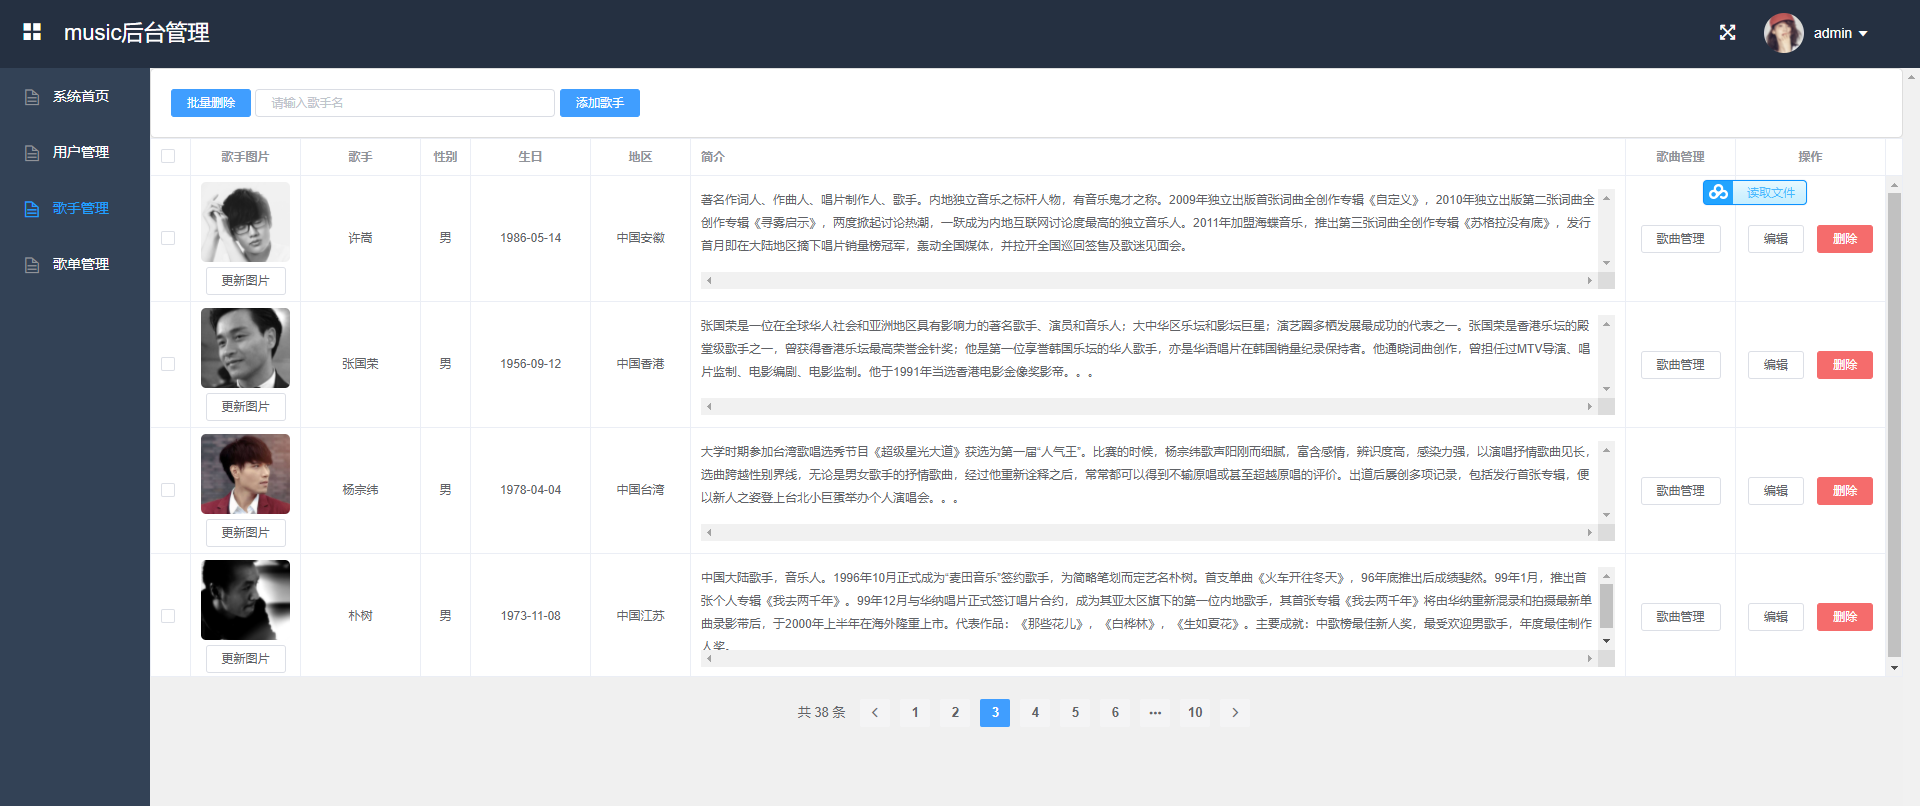 music后台管理
admin
系统首页
用户管理
歌手管理
歌单管理
批量删除 请输入歌手名 添加歌手
歌手图片 歌手 性别 生日 地区 简介 歌曲管理 操作
读取文件
著名作词人、作曲人、唱片制作人、歌手。内地独立音乐之标杆人物，有音乐鬼才之称。2009年独立出版首张词曲全创作专辑《自定义》，2010年独立出版第二张词曲全
创作专辑《寻雾启示》，两度掀起讨论热潮，一跃成为内地互联网讨论度最高的独立音乐人。2011年加盟海蝶音乐，推出第三张词曲全创作专辑《苏格拉没有底》，发行
首月即在大陆地区摘下唱片销量榜冠军，轰动全国媒体，并拉开全国巡回签售及歌迷见面会。
许嵩 男 1986-05-14 中国安徽 歌曲管理 编辑 删除
更新图片
张国荣是一位在全球华人社会和亚洲地区具有影响力的著名歌手、演员和音乐人；大中华区乐坛和影坛巨星；演艺圈多栖发展最成功的代表之一。张国荣是香港乐坛的殿
堂级歌手之一，曾获得香港乐坛最高荣誉金针奖；他是第一位享誉韩国乐坛的华人歌手，亦是华语唱片在韩国销量纪录保持者。他通晓词曲创作，曾担任过MTV导演、唱
片监制、电影编剧、电影监制。他于1991年当选香港电影金像奖影帝。。。
张国荣 男 1956-09-12 中国香港 歌曲管理 编辑 删除
更新图片
大学时期参加台湾歌唱选秀节目《超级星光大道》获选为第一届“人气王”。比赛的时候，杨宗纬歌声阳刚而细腻，富含感情，辨识度高，感染力强，以演唱抒情歌曲见长，
选曲跨越性别界线，无论是男女歌手的抒情歌曲，经过他重新诠释之后，常常都可以得到不输原唱或甚至超越原唱的评价。出道后屡创多项记录，包括发行首张专辑，便
以新人之姿登上台北小巨蛋举办个人演唱会。。。
杨宗纬 男 1978-04-04 中国台湾 歌曲管理 编辑 删除
更新图片
中国大陆歌手，音乐人。1996年10月正式成为“麦田音乐”签约歌手，为简略笔划而定艺名朴树。首支单曲《火车开往冬天》，96年底推出后成绩斐然。99年1月，推出首
张个人专辑《我去两千年》。99年12月与华纳唱片正式签订唱片合约，成为其亚太区旗下的第一位内地歌手，其首张专辑《我去两千年》将由华纳重新混录和拍摄最新单
曲录影带后，于2000年上半年在海外隆重上市。代表作品：《那些花儿》，《白桦林》，《生如夏花》。主要成就：中歌榜最佳新人奖，最受欢迎男歌手，年度最佳制作
人奖。
朴树 男 1973-11-08 中国江苏 歌曲管理 编辑 删除
更新图片
共 38 条 1 2 3 4 5 6 ••• 10